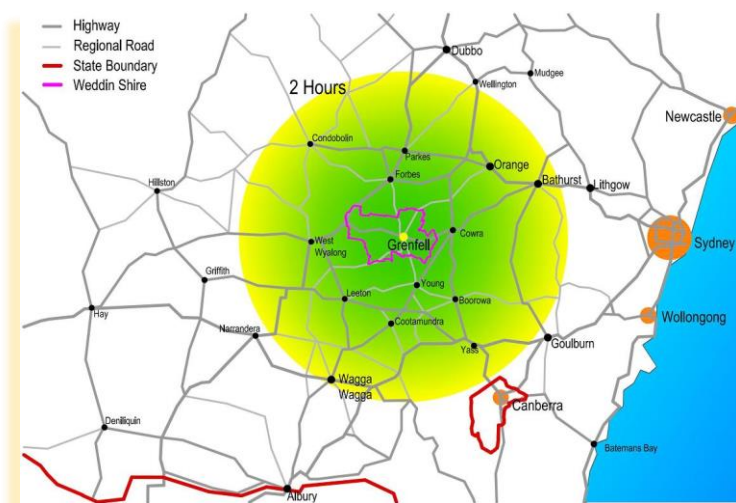 Highway
Regional Road
State Boundary
Weddin Shire
2 Hours
Dubbo
Wellington
Mudgee
Newcastle
Condobolin
Parkes
Orange
Forbes
Bathurst
Lithgow
Hillston
Sydney
West
Wyalong
Grenfell
Cowra
Griffith
Young
Leeton
Boorowa
Hay
Cootamundra
Wollongong
Narrandera
Yass
Goulburn
Wagga
Wagga
Canberra
Denilliquin
Batemans Bay
Albury